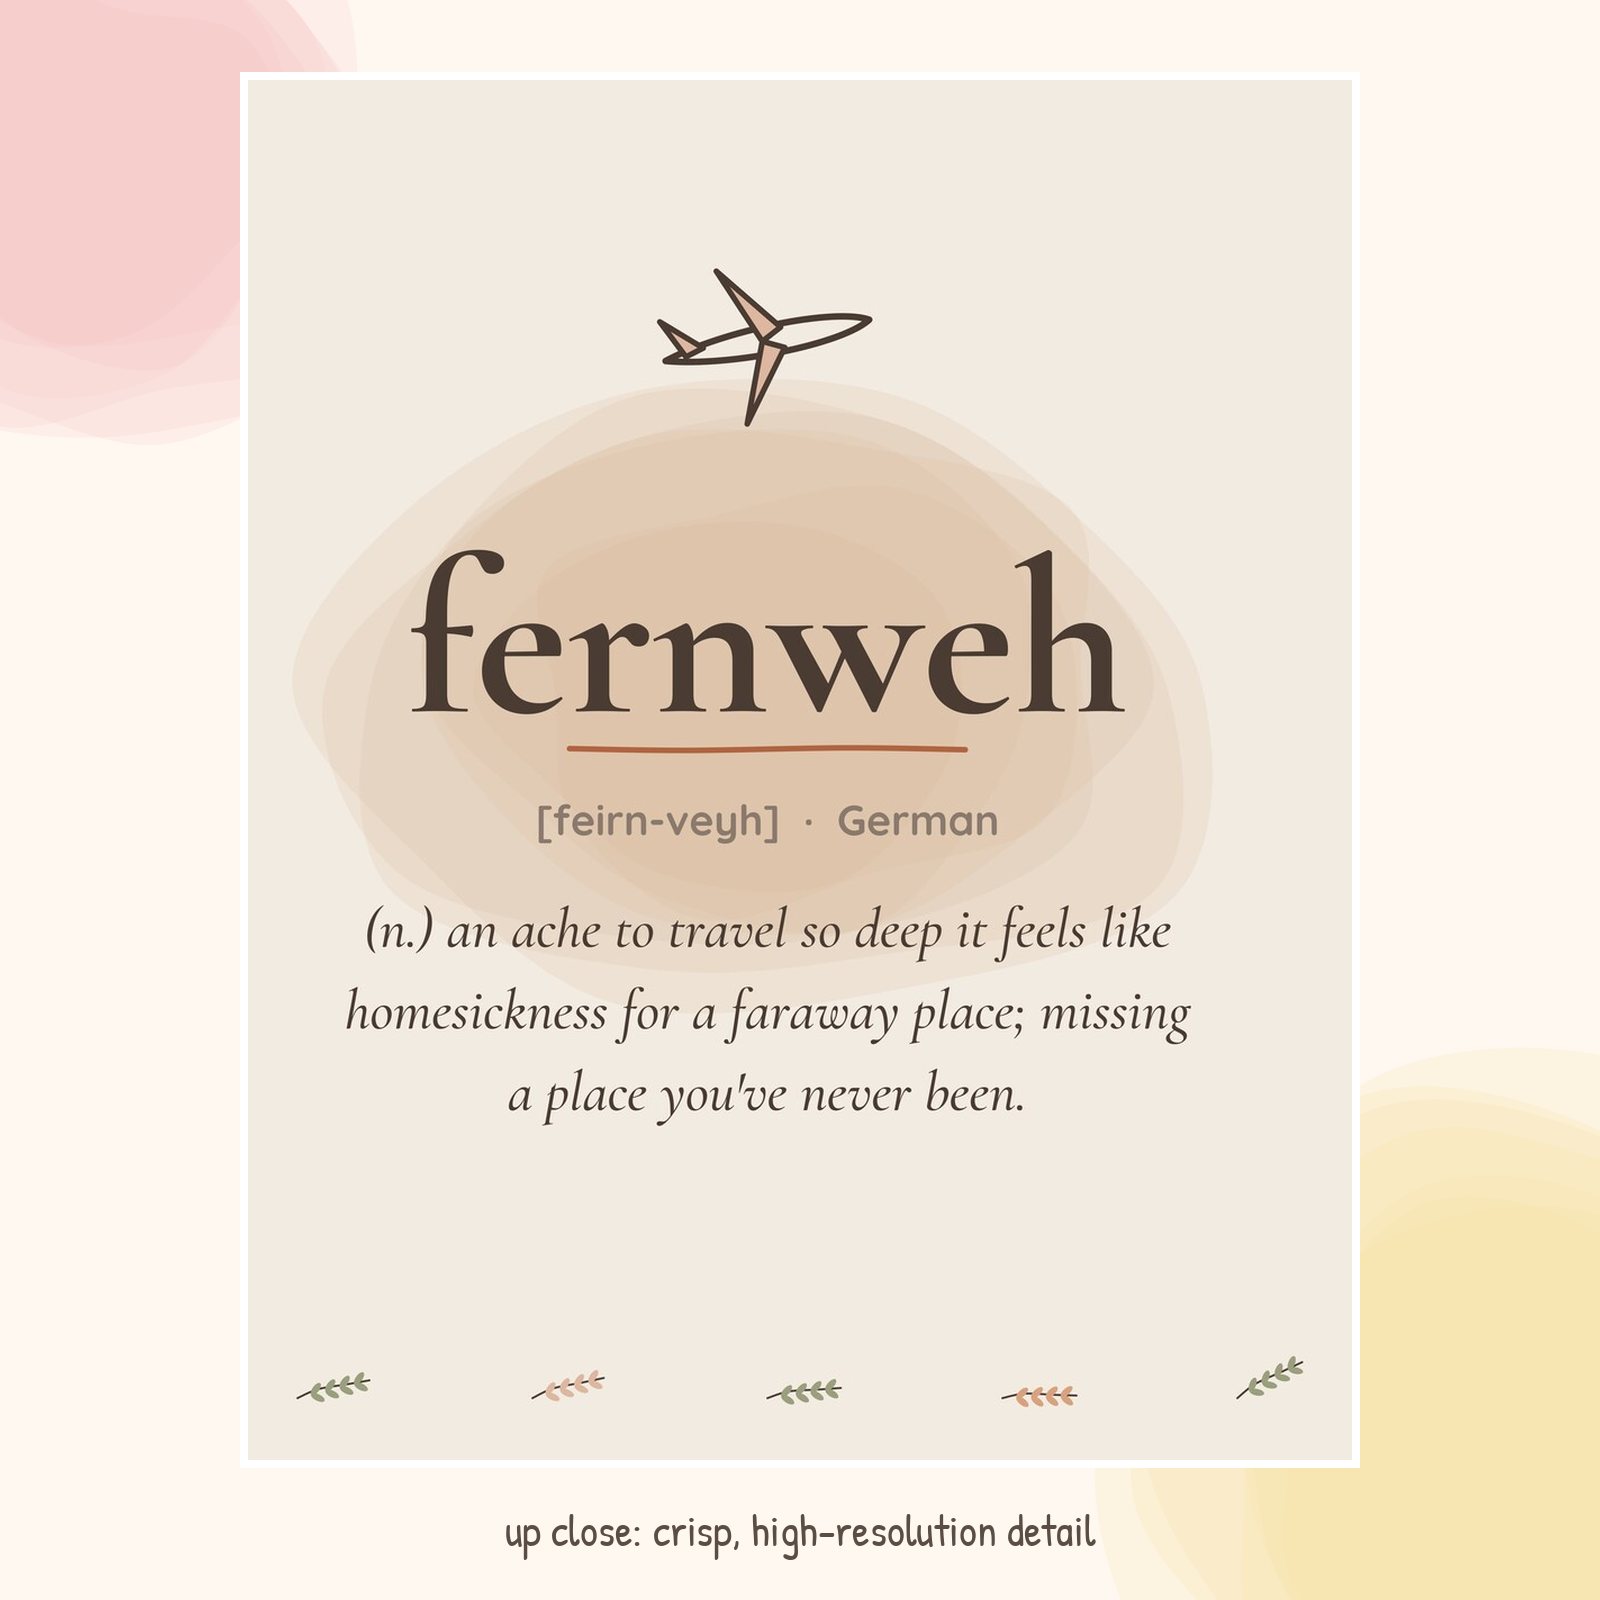 fernweh
[feirn-veyh] · German
(n.) an ache to travel so deep it feels like
homesickness for a faraway place; missing
a place you've never been.
up close: crisp, high-resolution detail